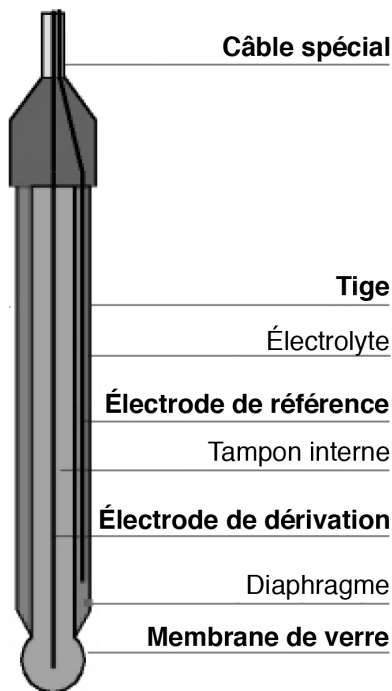 Câble spécial
Tige
Électrolyte
Électrode de référence
Tampon interne
Électrode de dérivation
Diaphragme
Membrane de verre